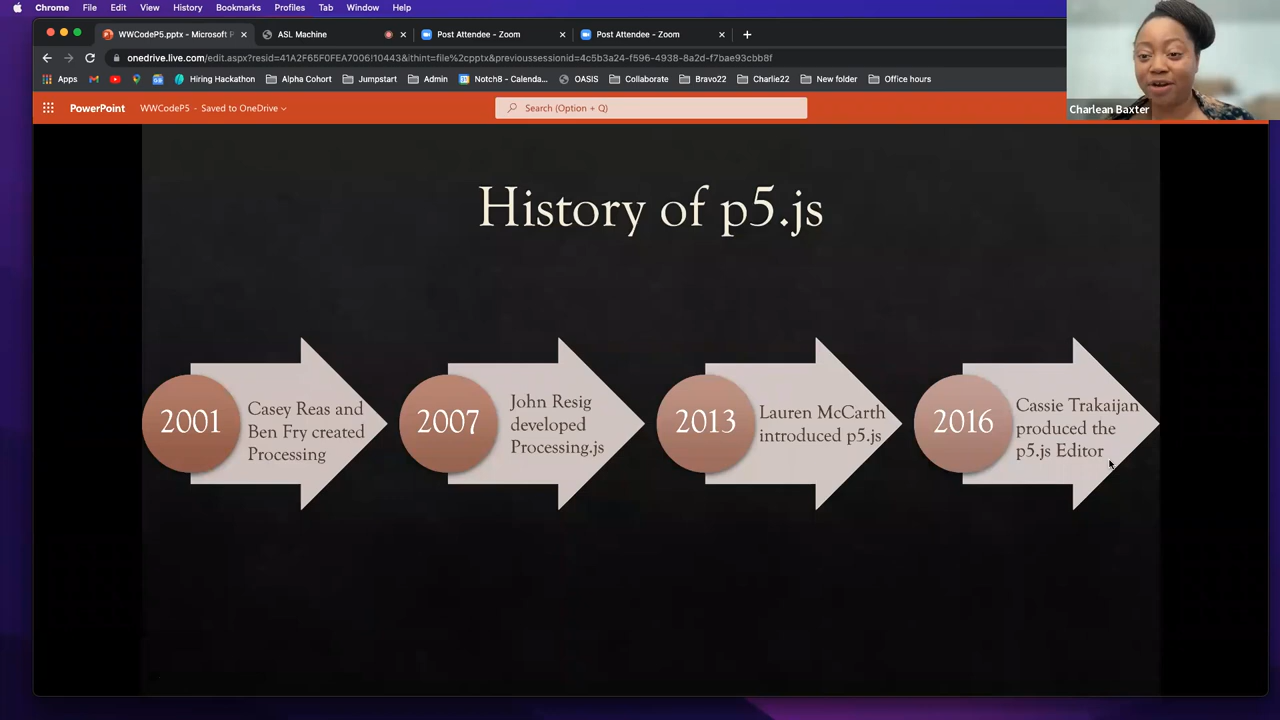 Chrome File Edit View History Bookmarks Profiles Tab Window Help
WWCodeP5.pptx - Microsoft P ASL Machine Post Attendee - Zoom Post Attendee - Zoom
onedrive.live.com/edit.aspx?resid=41A2F65F0FEA7006!10443&ithint=file%2cpptx&previoussessionid=4c5b3a24-f596-4938-8a2d-f7bae93cbb8f
Apps Hiring Hackathon Alpha Cohort Jumpstart Admin Notch8 - Calenda... OASIS Collaborate Bravo22 Charlie22 New folder Office hours
PowerPoint WWCodeP5 - Saved to OneDrive Search (Option + Q)
Charlean Baxter
History of p5.js
2001
Casey Reas and
Ben Fry created
Processing
2007
John Resig
developed
Processing.js
2013
Lauren McCarth
introduced p5.js
2016
Cassie Trakaijan
produced the
p5.js Editor